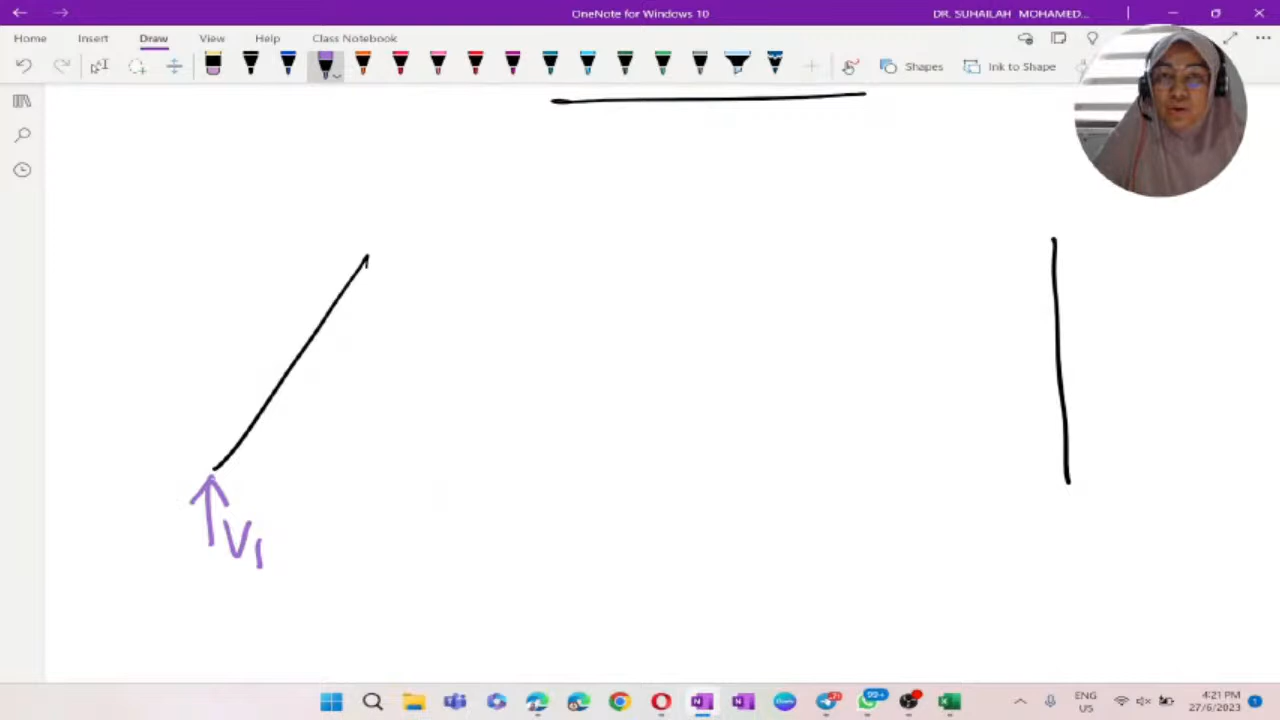 OneNote for Windows 10
DR. SUHAILAH MOHAMED...
Home Insert Draw View Help Class Notebook
Shapes Ink to Shape
V1
99+
ENG
US
4:21 PM
27/6/2023